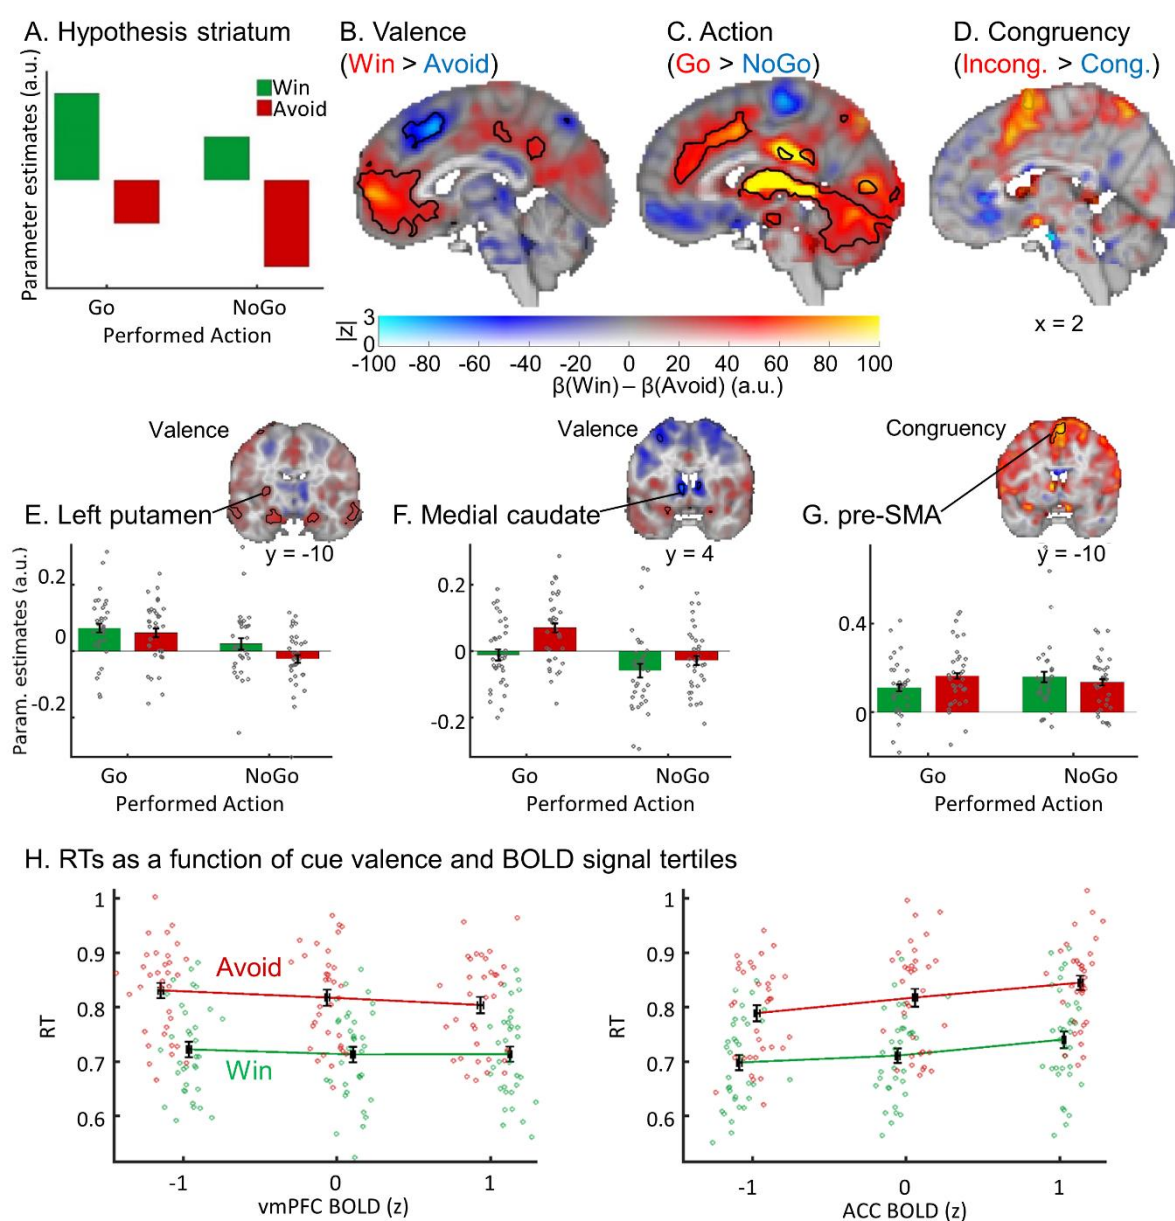 A. Hypothesis striatum
Parameter estimates (a.u.)
Win
Avoid
Go NoGo
Performed Action
B. Valence
(Win > Avoid)
C. Action
(Go > NoGo)
D. Congruency
(Incong. > Cong.)
x = 2
|z|
3
0
-100 -80 -60 -40 -20 0 20 40 60 80 100
β(Win) – β(Avoid) (a.u.)
Valence
E. Left putamen
y = -10
Param. estimates (a.u.)
0.2
0
-0.2
Go NoGo
Performed Action
Valence
F. Medial caudate
y = 4
0.2
0
-0.2
Go NoGo
Performed Action
Congruency
G. pre-SMA
y = -10
0.4
0
Go NoGo
Performed Action
H. RTs as a function of cue valence and BOLD signal tertiles
RT
1
0.9
0.8
0.7
0.6
Avoid
Win
-1 0 1
vmPFC BOLD (z)
RT
1
0.9
0.8
0.7
0.6
-1 0 1
ACC BOLD (z)